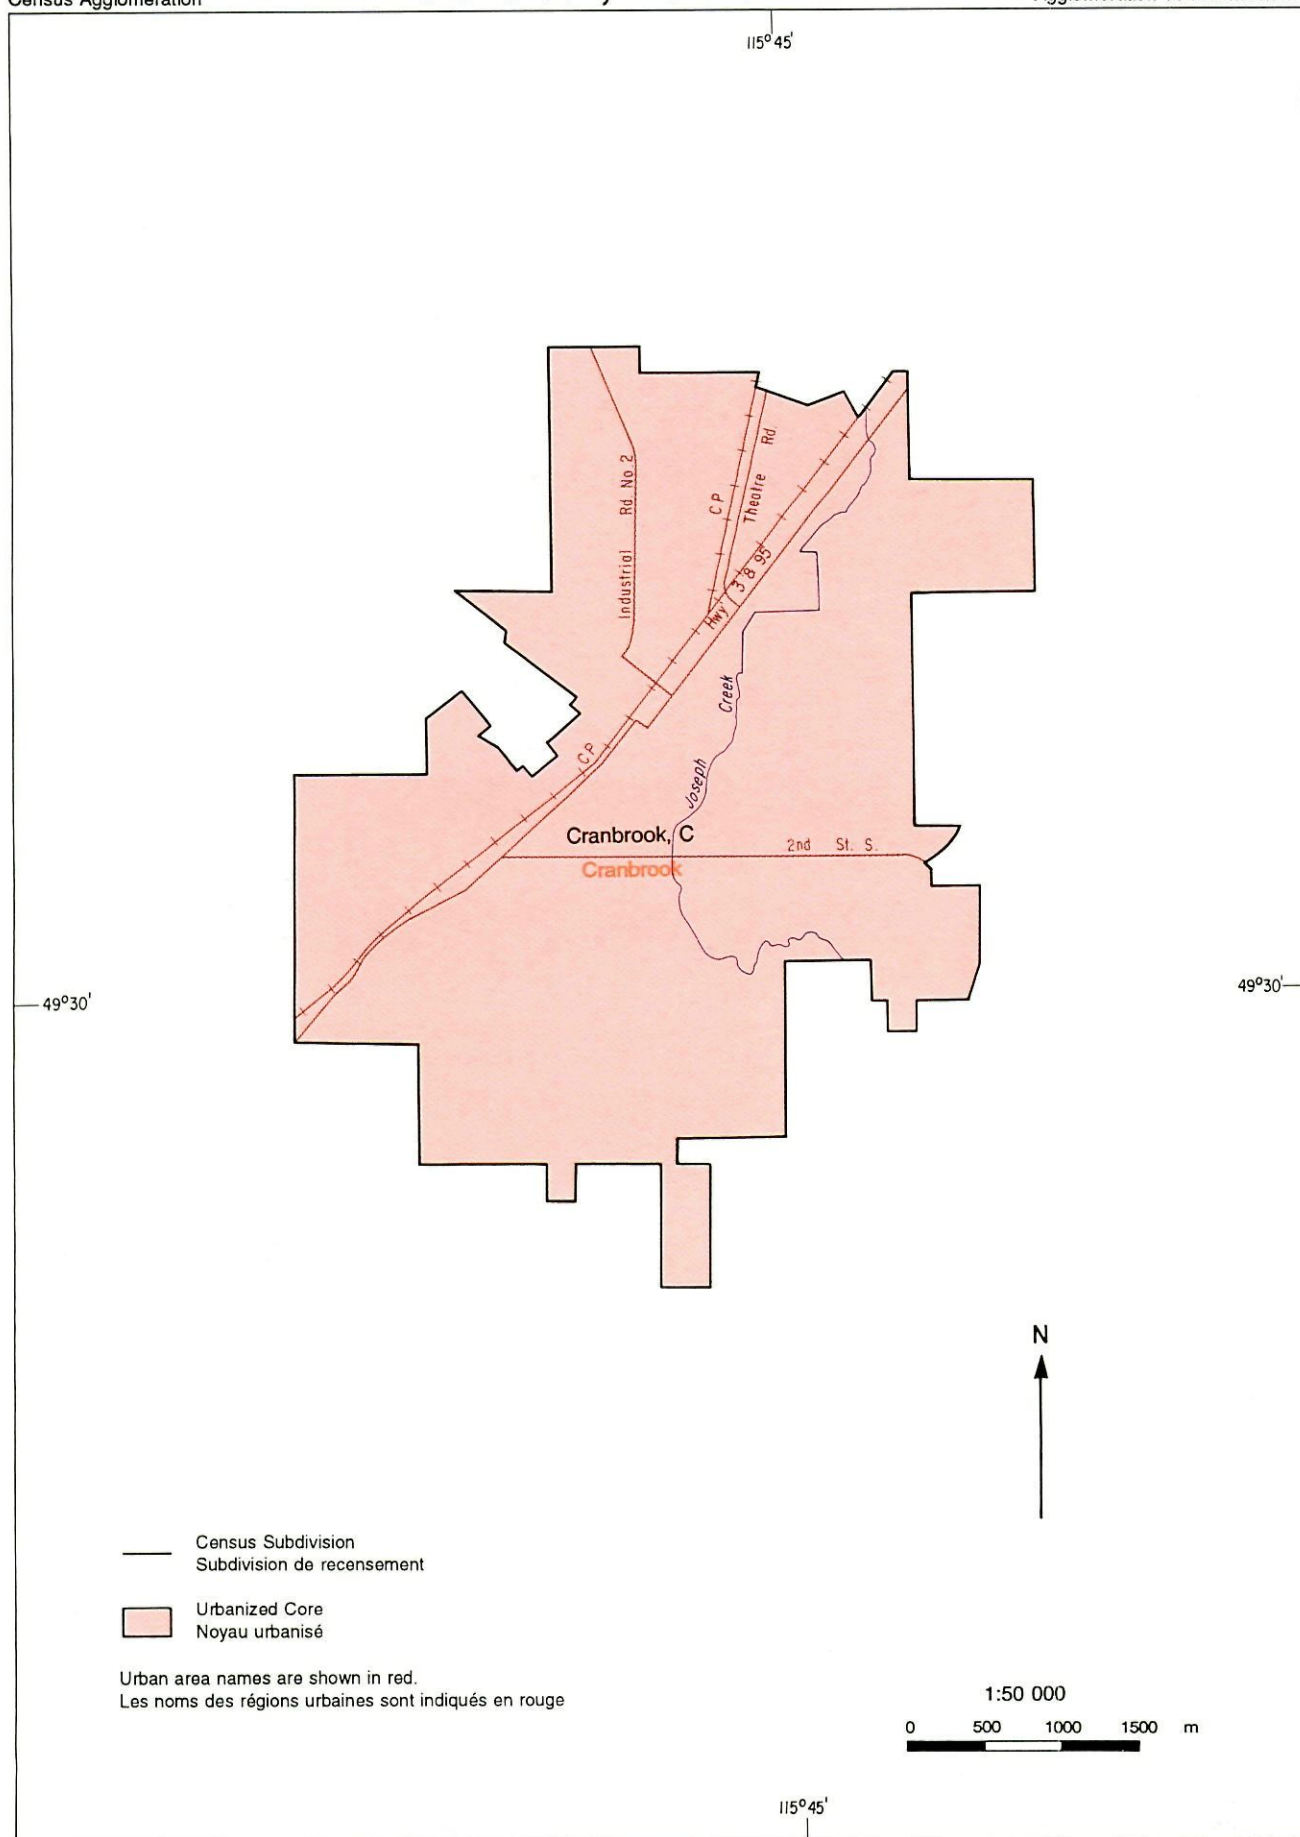 Census Agglomeration
115°45'
Industrial Rd. No. 2
C P
Theatre Rd.
Hwy 3 & 95
Creek
Joseph
C P
Cranbrook, C
2nd St. S.
Cranbrook
49°30'
49°30'
N
Census Subdivision
Subdivision de recensement
Urbanized Core
Noyau urbanisé
Urban area names are shown in red.
Les noms des régions urbaines sont indiqués en rouge
1:50 000
0 500 1000 1500 m
115°45'